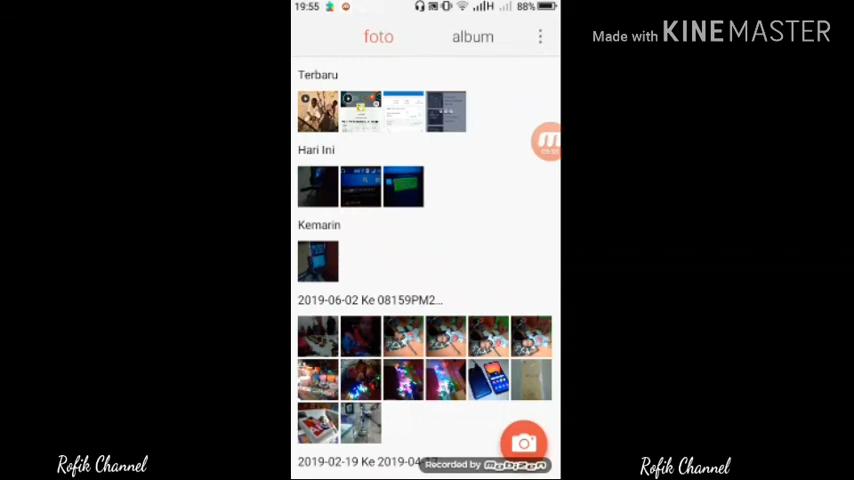 19:55 88%
foto album
Made with KINEMASTER
Terbaru
Hari Ini
Kemarin
2019-06-02 Ke 08159PM2...
2019-02-19 Ke 2019-04-
Recorded by mobizen
Rofik Channel
Rofik Channel